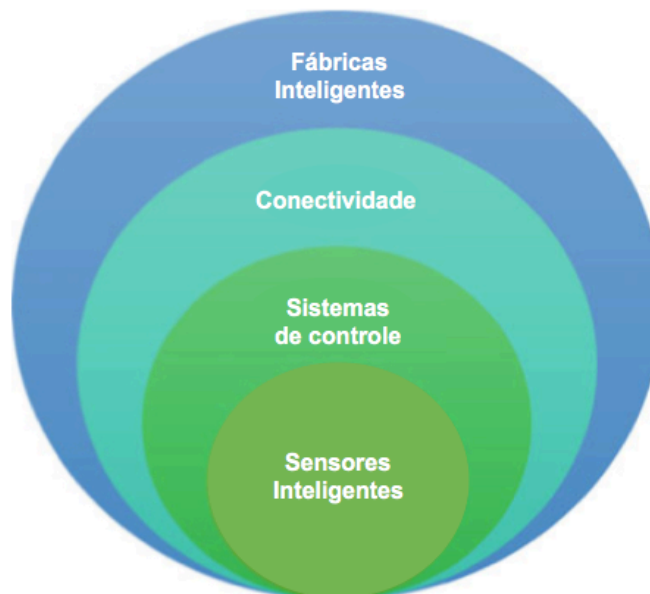 Fábricas
Inteligentes
Conectividade
Sistemas
de controle
Sensores
Inteligentes